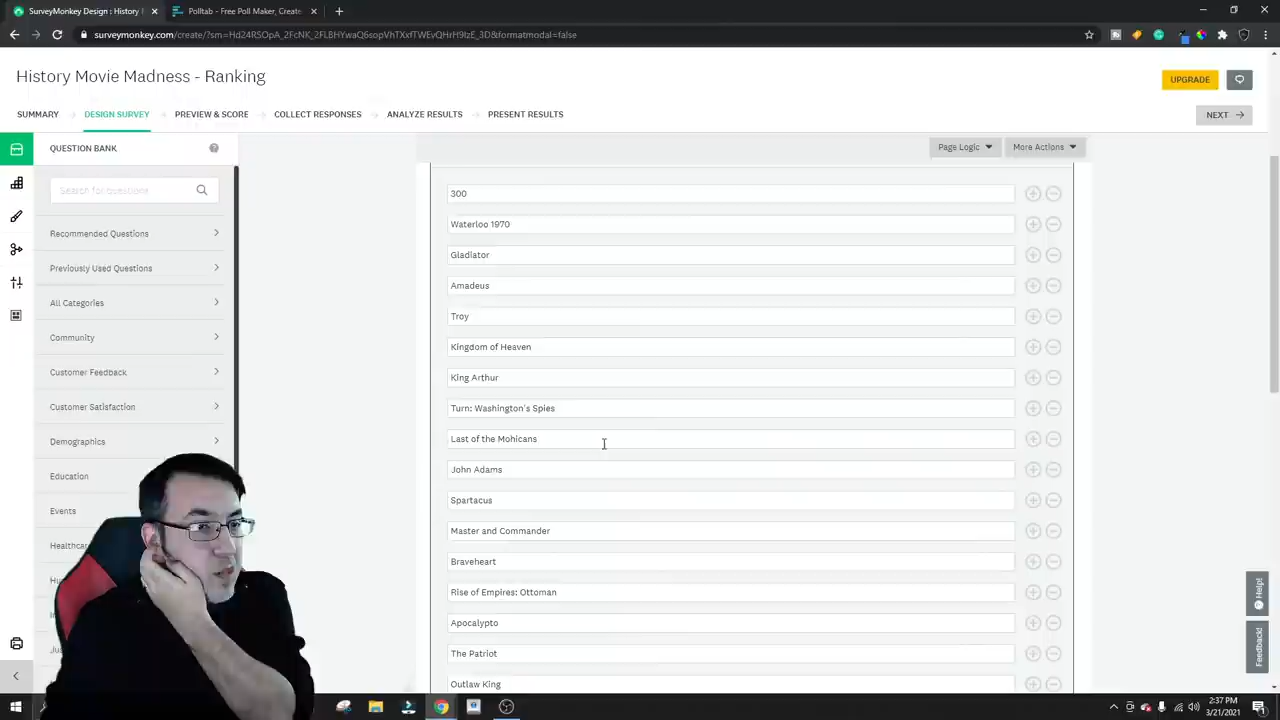 SurveyMonkey Design : History I
Polltab - Free Poll Maker, Create
surveymonkey.com/create/?sm=
&formatmodal=false
History Movie Madness - Ranking
UPGRADE
SUMMARY
DESIGN SURVEY
PREVIEW & SCORE
COLLECT RESPONSES
ANALYZE RESULTS
PRESENT RESULTS
NEXT
QUESTION BANK
Page Logic
More Actions
Search for questions
Recommended Questions
Previously Used Questions
All Categories
Community
Customer Feedback
Customer Satisfaction
Demographics
Education
Events
Healthcar
300
Waterloo 1970
Gladiator
Amadeus
Troy
Kingdom of Heaven
King Arthur
Turn: Washington's Spies
Last of the Mohicans
John Adams
Spartacus
Master and Commander
Braveheart
Rise of Empires: Ottoman
Apocalypto
The Patriot
Outlaw King
Help!
Feedback!
2:37 PM
3/21/2021